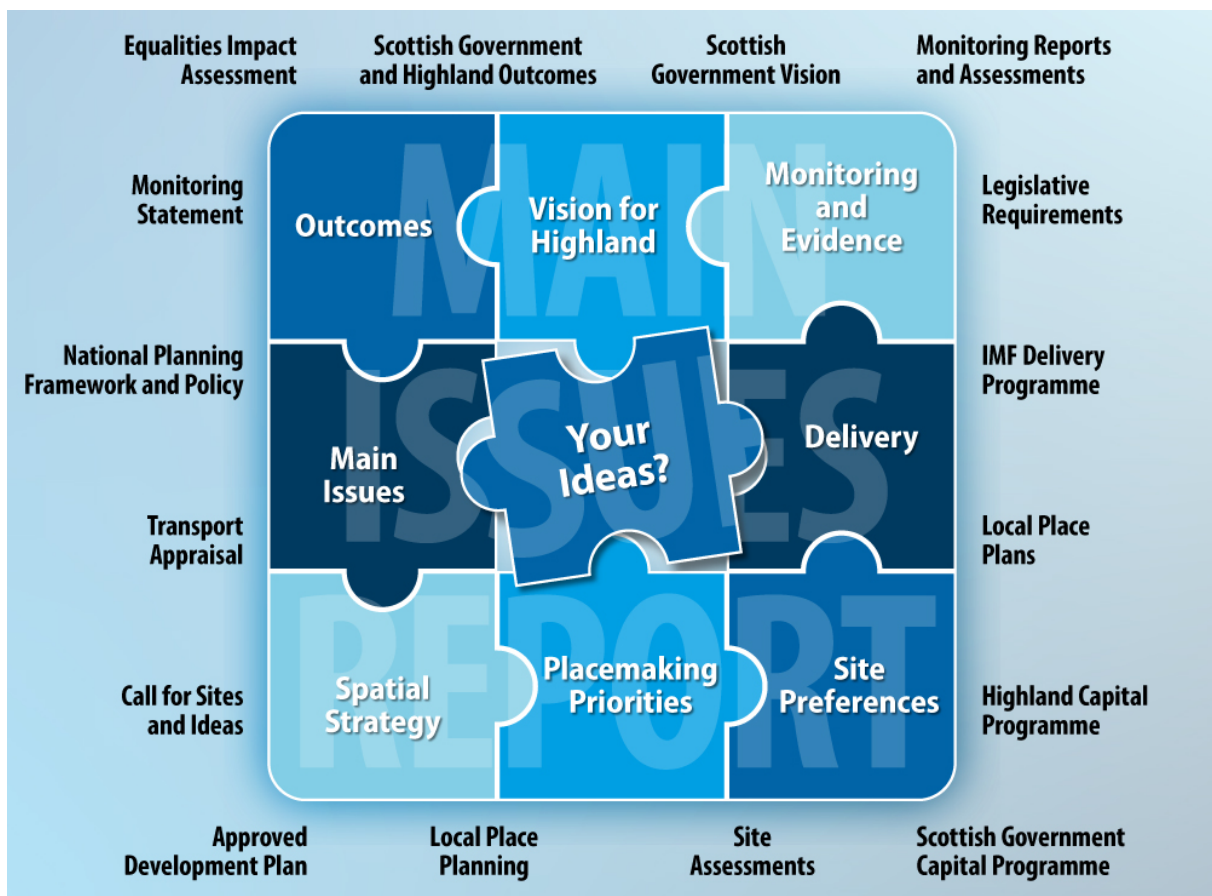 Equalities Impact
Assessment
Scottish Government
and Highland Outcomes
Scottish
Government Vision
Monitoring Reports
and Assessments
MAIN
Monitoring
Statement
Outcomes
Vision for
Highland
Monitoring
and
Evidence
Legislative
Requirements
ISSUES
National Planning
Framework and Policy
IMF Delivery
Programme
Main
Issues
Your
Ideas?
Delivery
Transport
Appraisal
Local Place
Plans
REPORT
Spatial
Strategy
Placemaking
Priorities
Site
Preferences
Call for Sites
and Ideas
Highland Capital
Programme
Approved
Development Plan
Local Place
Planning
Site
Assessments
Scottish Government
Capital Programme